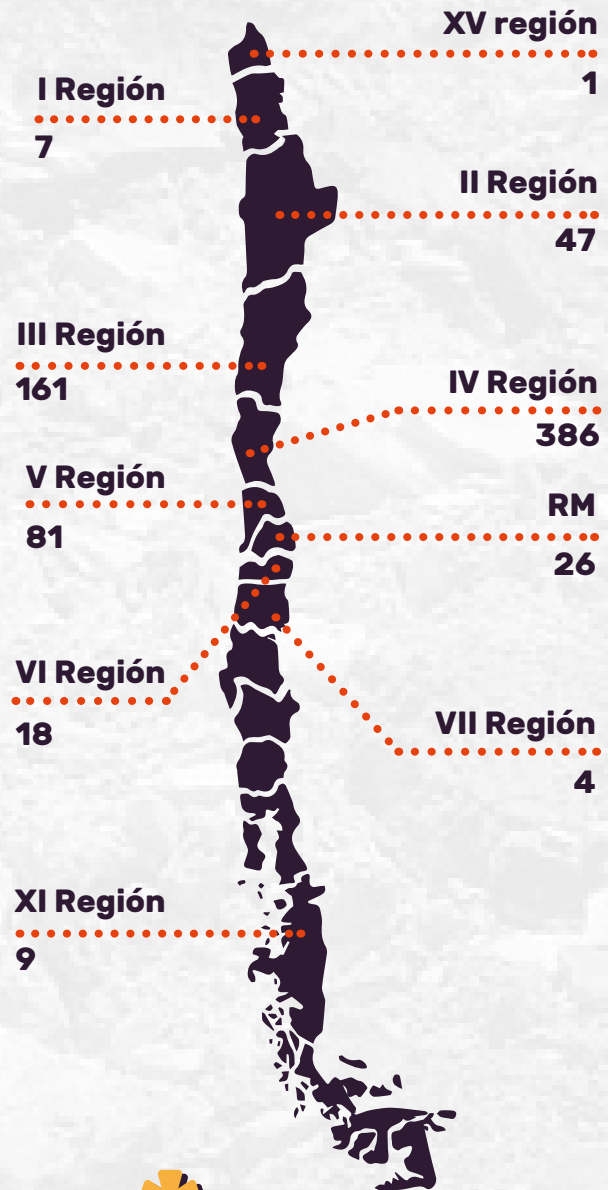 XV región
1
I Región
7
II Región
47
III Región
161
IV Región
386
V Región
81
RM
26
VI Región
18
VII Región
4
XI Región
9